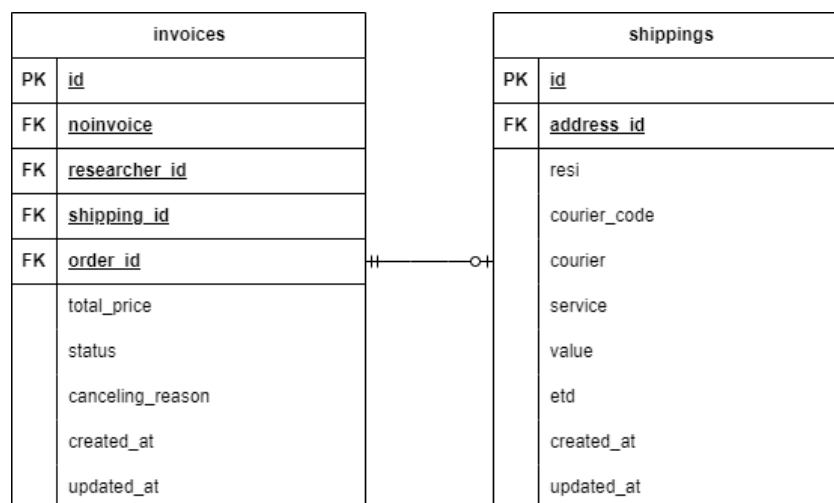 invoices
PK id
FK noinvoice
FK researcher_id
FK shipping_id
FK order_id
total_price
status
canceling_reason
created_at
updated_at
shippings
PK id
FK address_id
resi
courier_code
courier
service
value
etd
created_at
updated_at